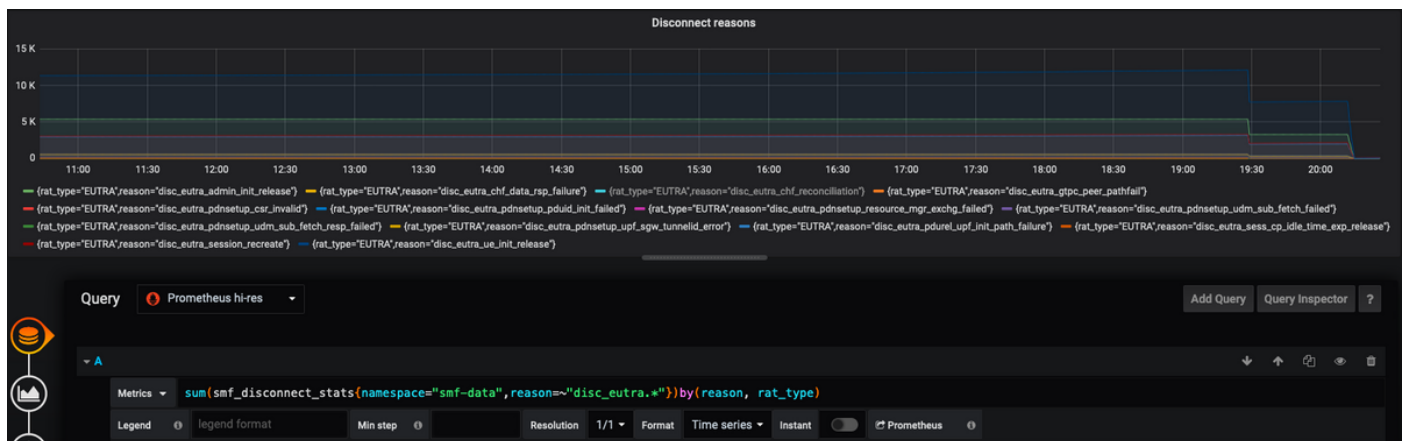 Disconnect reasons
15 K
10 K
5 K
0
11:00 11:30 12:00 12:30 13:00 13:30 14:00 14:30 15:00 15:30 16:00 16:30 17:00 17:30 18:00 18:30 19:00 19:30 20:00
{rat_type="EUTRA",reason="disc_eutra_admin_init_release"} {rat_type="EUTRA",reason="disc_eutra_chf_data_rsp_failure"} {rat_type="EUTRA",reason="disc_eutra_chf_reconciliation"} {rat_type="EUTRA",reason="disc_eutra_gtpc_peer_pathfail"}
{rat_type="EUTRA",reason="disc_eutra_pdnsetup_csr_invalid"} {rat_type="EUTRA",reason="disc_eutra_pdnsetup_pduid_init_failed"} {rat_type="EUTRA",reason="disc_eutra_pdnsetup_resource_mgr_exchg_failed"} {rat_type="EUTRA",reason="disc_eutra_pdnsetup_udm_sub_fetch_failed"}
{rat_type="EUTRA",reason="disc_eutra_pdnsetup_udm_sub_fetch_resp_failed"} {rat_type="EUTRA",reason="disc_eutra_pdnsetup_upf_sgw_tunnelid_error"} {rat_type="EUTRA",reason="disc_eutra_pdurel_upf_init_path_failure"} {rat_type="EUTRA",reason="disc_eutra_sess_cp_idle_time_exp_release"}
{rat_type="EUTRA",reason="disc_eutra_session_recreate"} {rat_type="EUTRA",reason="disc_eutra_ue_init_release"}
Query Prometheus hi-res Add Query Query Inspector ?
A
Metrics sum(smf_disconnect_stats{namespace="smf-data",reason=~"disc_eutra.*"})by(reason, rat_type)
Legend legend format Min step Resolution 1/1 Format Time series Instant Prometheus